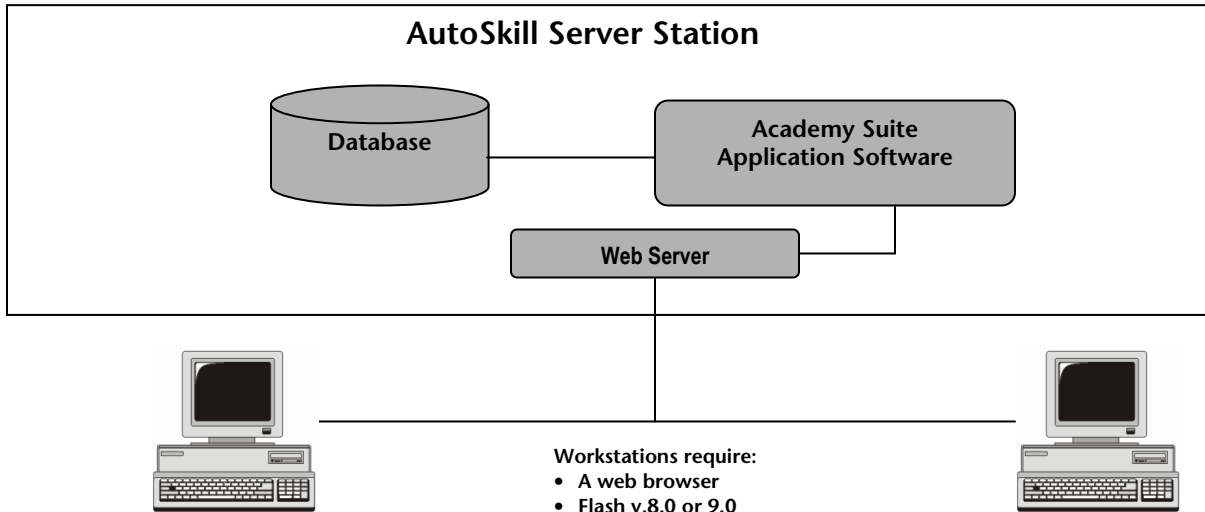 AutoSkill Server Station
Database
Academy Suite
Application Software
Web Server
Workstations require:
• A web browser
• Flash v.8.0 or 9.0